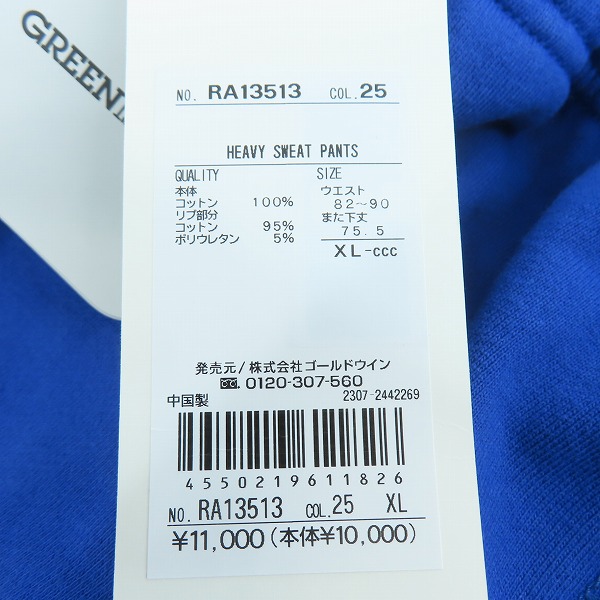 GREEN
NO. RA13513 COL.25
HEAVY SWEAT PANTS
QUALITY SIZE
本体 ウエスト
コットン 100% 82~90
リブ部分 また下丈
コットン 95% 75.5
ポリウレタン 5%
XL-ccc
発売元/株式会社ゴールドウイン
0120-307-560
中国製 2307-2442269
4550219611826
NO. RA13513 COL.25 XL
¥11,000(本体¥10,000)